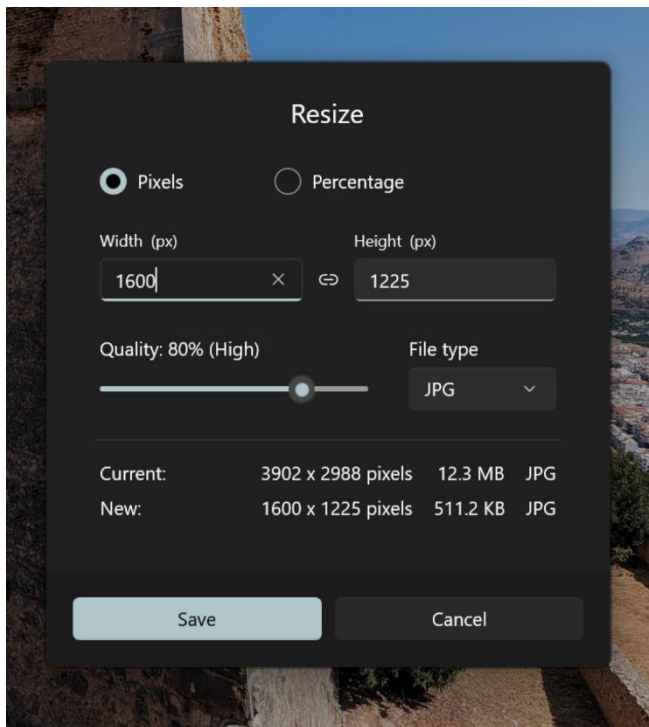 Resize
Pixels Percentage
Width (px) Height (px)
1600 1225
Quality: 80% (High) File type
JPG
Current: 3902 x 2988 pixels 12.3 MB JPG
New: 1600 x 1225 pixels 511.2 KB JPG
Save Cancel